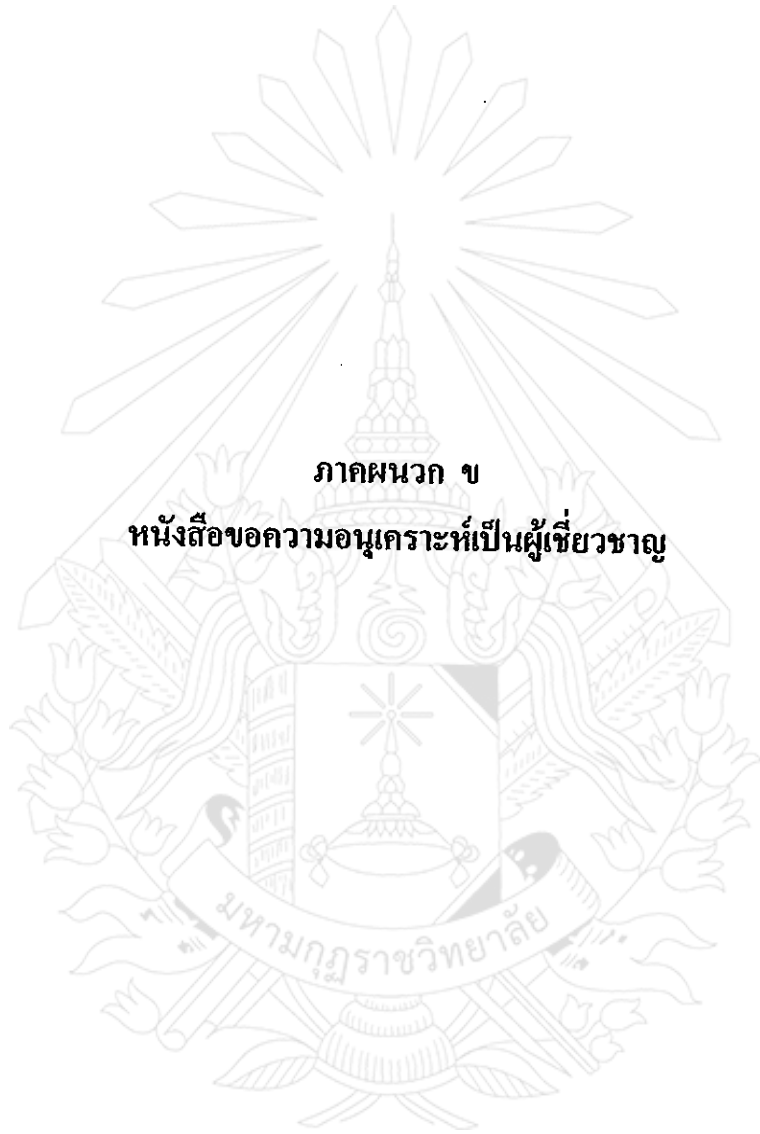 ภาคผนวก ข
หนังสือขอความอนุเคราะห์เป็นผู้เชี่ยวชาญ
มหามกุฏราชวิทยาลัย